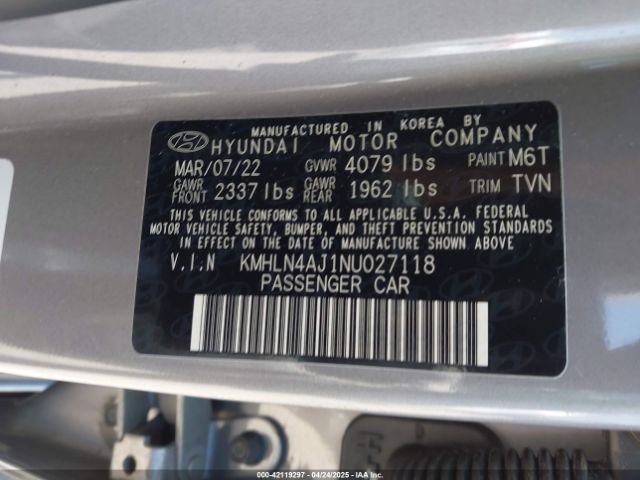 MANUFACTURED IN KOREA BY
HYUNDAI MOTOR COMPANY
MAR/07/22 GVWR 4079 lbs PAINT M6T
GAWR FRONT 2337 lbs GAWR REAR 1962 lbs TRIM TVN
THIS VEHICLE CONFORMS TO ALL APPLICABLE U.S.A. FEDERAL
MOTOR VEHICLE SAFETY, BUMPER, AND THEFT PREVENTION STANDARDS
IN EFFECT ON THE DATE OF MANUFACTURE SHOWN ABOVE.
V.I.N KMHLN4AJ1NU027118
PASSENGER CAR
000-42119297 - 04/24/2025 - IAAI.COM